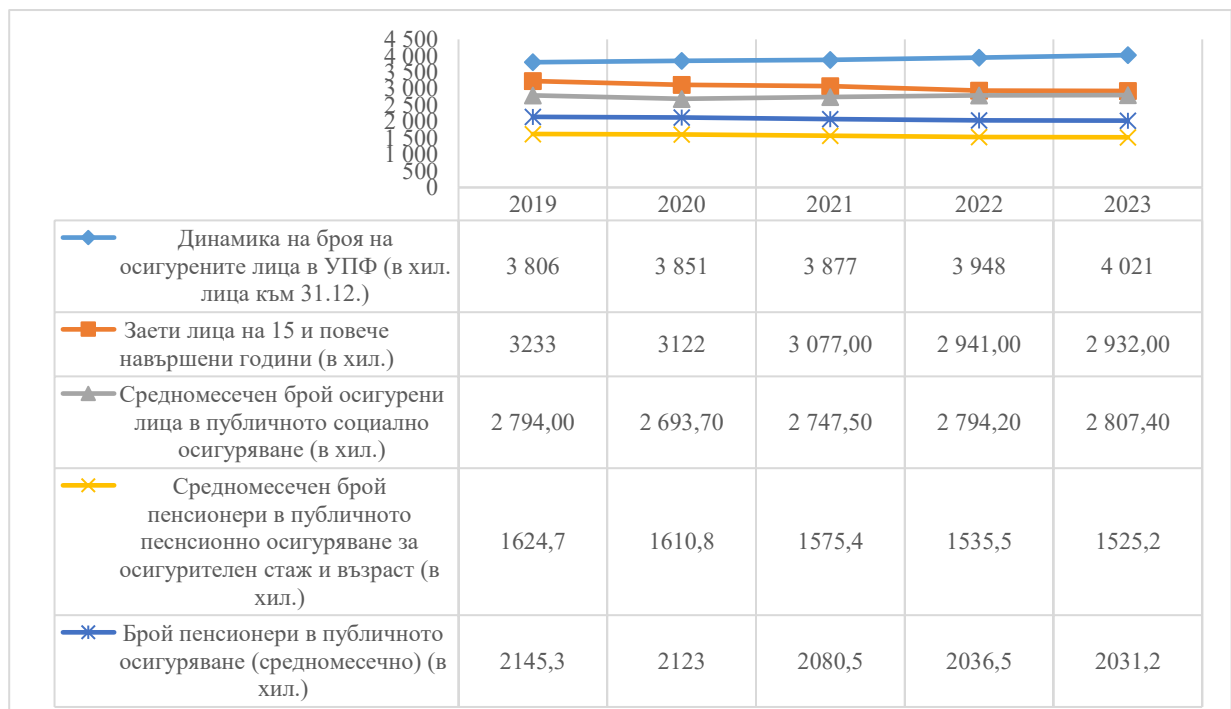 4 500
4 000
3 500
3 000
2 500
2 000
1 500
1 000
500
0
2019 2020 2021 2022 2023
Динамика на броя на
осигурените лица в УПФ (в хил.
лица към 31.12.)
3 806 3 851 3 877 3 948 4 021
Заети лица на 15 и повече
навършени години (в хил.)
3233 3122 3 077,00 2 941,00 2 932,00
Средномесечен брой осигурени
лица в публичното социално
осигуряване (в хил.)
2 794,00 2 693,70 2 747,50 2 794,20 2 807,40
Средномесечен брой
пенсионери в публичното
песнсионно осигуряване за
осигурителен стаж и възраст (в
хил.)
1624,7 1610,8 1575,4 1535,5 1525,2
Брой пенсионери в публичното
осигуряване (средномесечно) (в
хил.)
2145,3 2123 2080,5 2036,5 2031,2